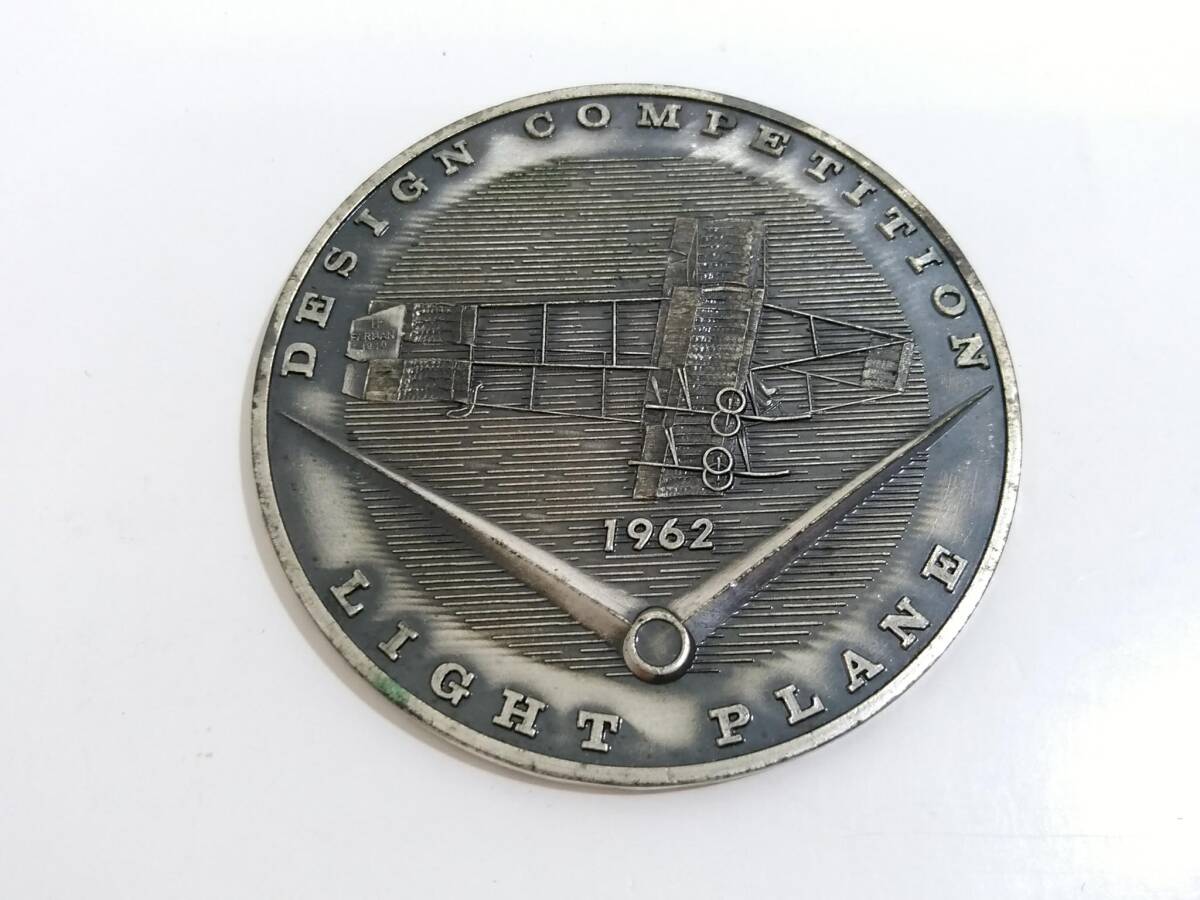 DESIGN COMPETITION
1962
LIGHT PLANE